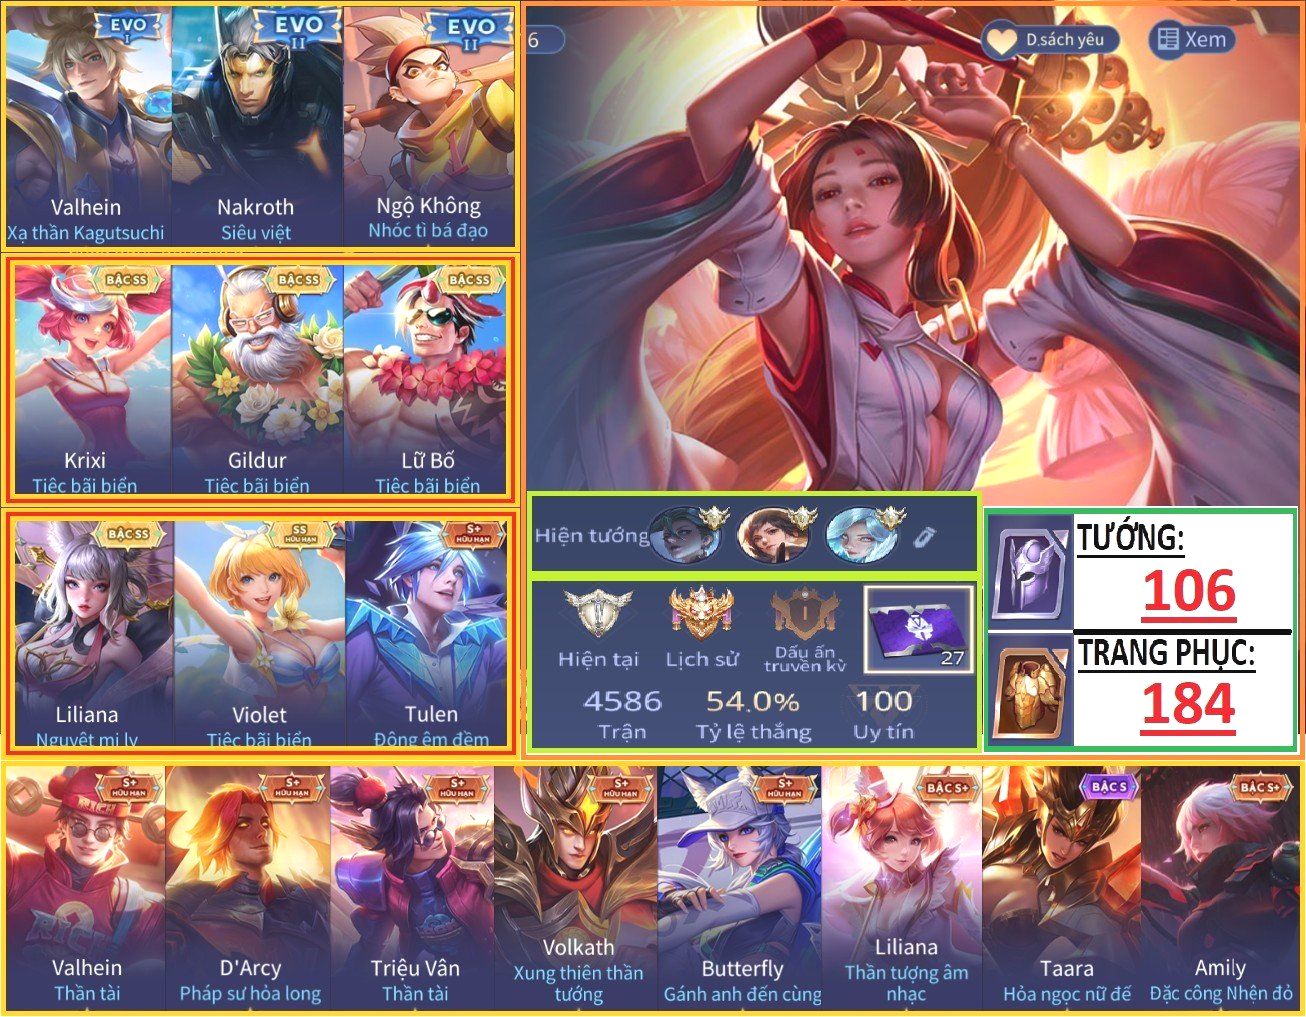 EVO
I
Valhein
Xạ thần Kagutsuchi
EVO
II
Nakroth
Siêu việt
EVO
II
Ngộ Không
Nhóc tì bá đạo
6
D.sách yêu
Xem
BẬC SS
Krixi
Tiệc bãi biển
BẬC SS
Gildur
Tiệc bãi biển
BẬC SS
Lữ Bố
Tiệc bãi biển
BẬC SS
Liliana
Nguyệt mị ly
SS
HỮU HẠN
Violet
Tiệc bãi biển
S+
HỮU HẠN
Tulen
Đông êm đềm
Hiện tướng
Hiện tại
Lịch sử
I
Dấu ấn
truyền kỳ
27
4586
Trận
54.0%
Tỷ lệ thắng
100
Uy tín
TƯỚNG:
106
TRANG PHỤC:
184
S+
HỮU HẠN
RICH
Valhein
Thần tài
S+
HỮU HẠN
D'Arcy
Pháp sư hỏa long
S+
HỮU HẠN
Triệu Vân
Thần tài
S+
HỮU HẠN
Volkath
Xung thiên thần
tướng
S+
HỮU HẠN
Butterfly
Gánh anh đến cùng
BẬC S+
Liliana
Thần tượng âm
nhạc
BẬC S
Taara
Hỏa ngọc nữ đế
BẬC S+
Amily
Đặc công Nhện đỏ